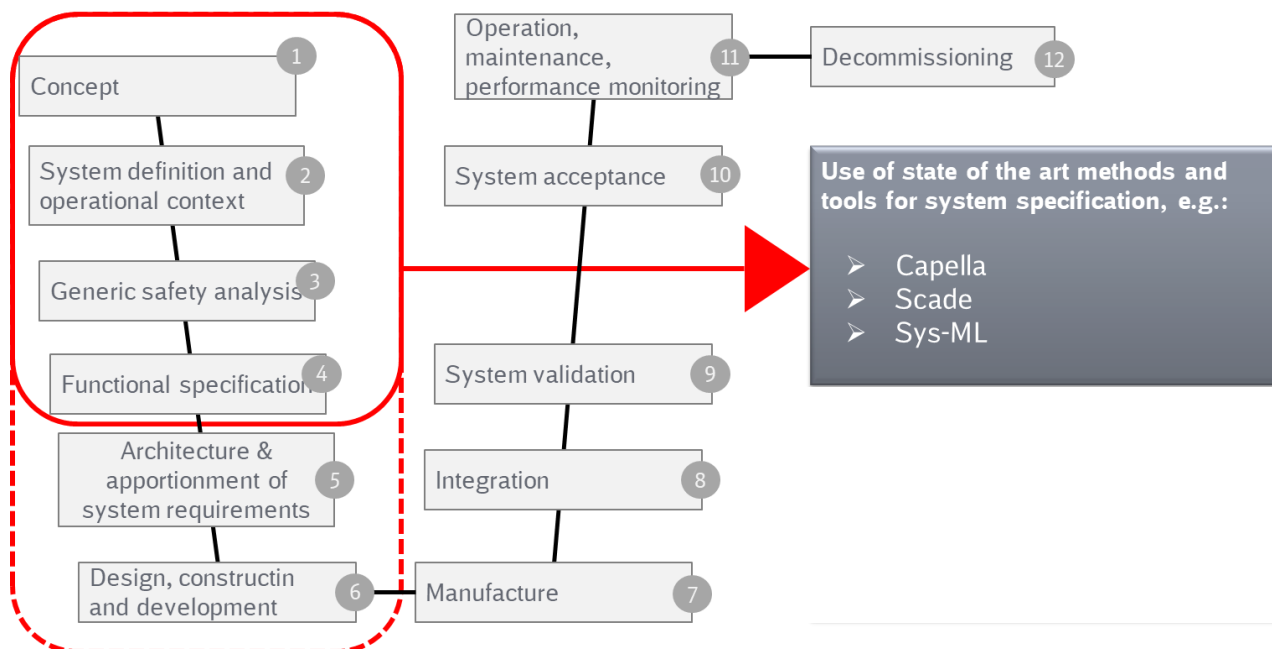 Concept
1
System definition and
operational context
2
Generic safety analysis
3
Functional specification
4
Architecture &
apportionment of
system requirements
5
Design, constructin
and development
6
Manufacture
7
Integration
8
System validation
9
System acceptance
10
Operation,
maintenance,
performance monitoring
11
Decommissioning
12
Use of state of the art methods and
tools for system specification, e.g.:
➢ Capella
➢ Scade
➢ Sys-ML